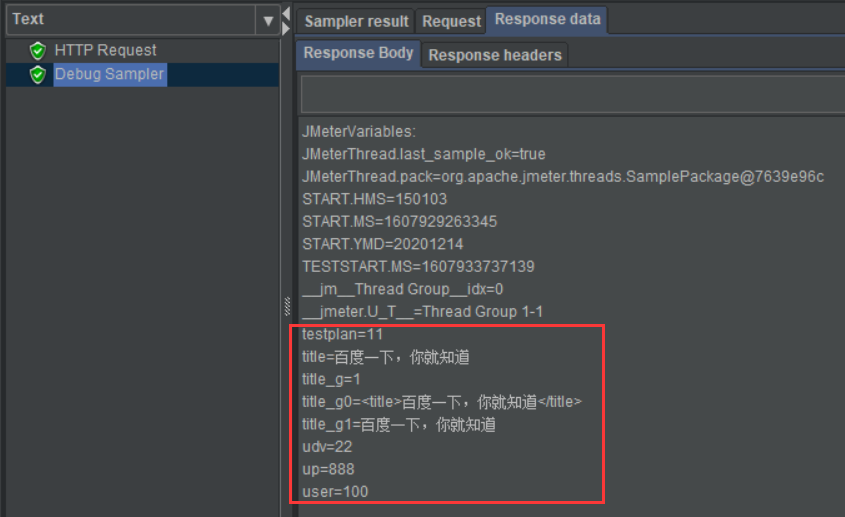 Text
HTTP Request
Debug Sampler
Sampler result Request Response data
Response Body Response headers
JMeterVariables:
JMeterThread.last_sample_ok=true
JMeterThread.pack=org.apache.jmeter.threads.SamplePackage@7639e96c
START.HMS=150103
START.MS=1607929263345
START.YMD=20201214
TESTSTART.MS=1607933737139
__jm__Thread Group__idx=0
__jmeter.U_T__=Thread Group 1-1
testplan=11
title=百度一下，你就知道
title_g=1
title_g0=<title>百度一下，你就知道</title>
title_g1=百度一下，你就知道
udv=22
up=888
user=100